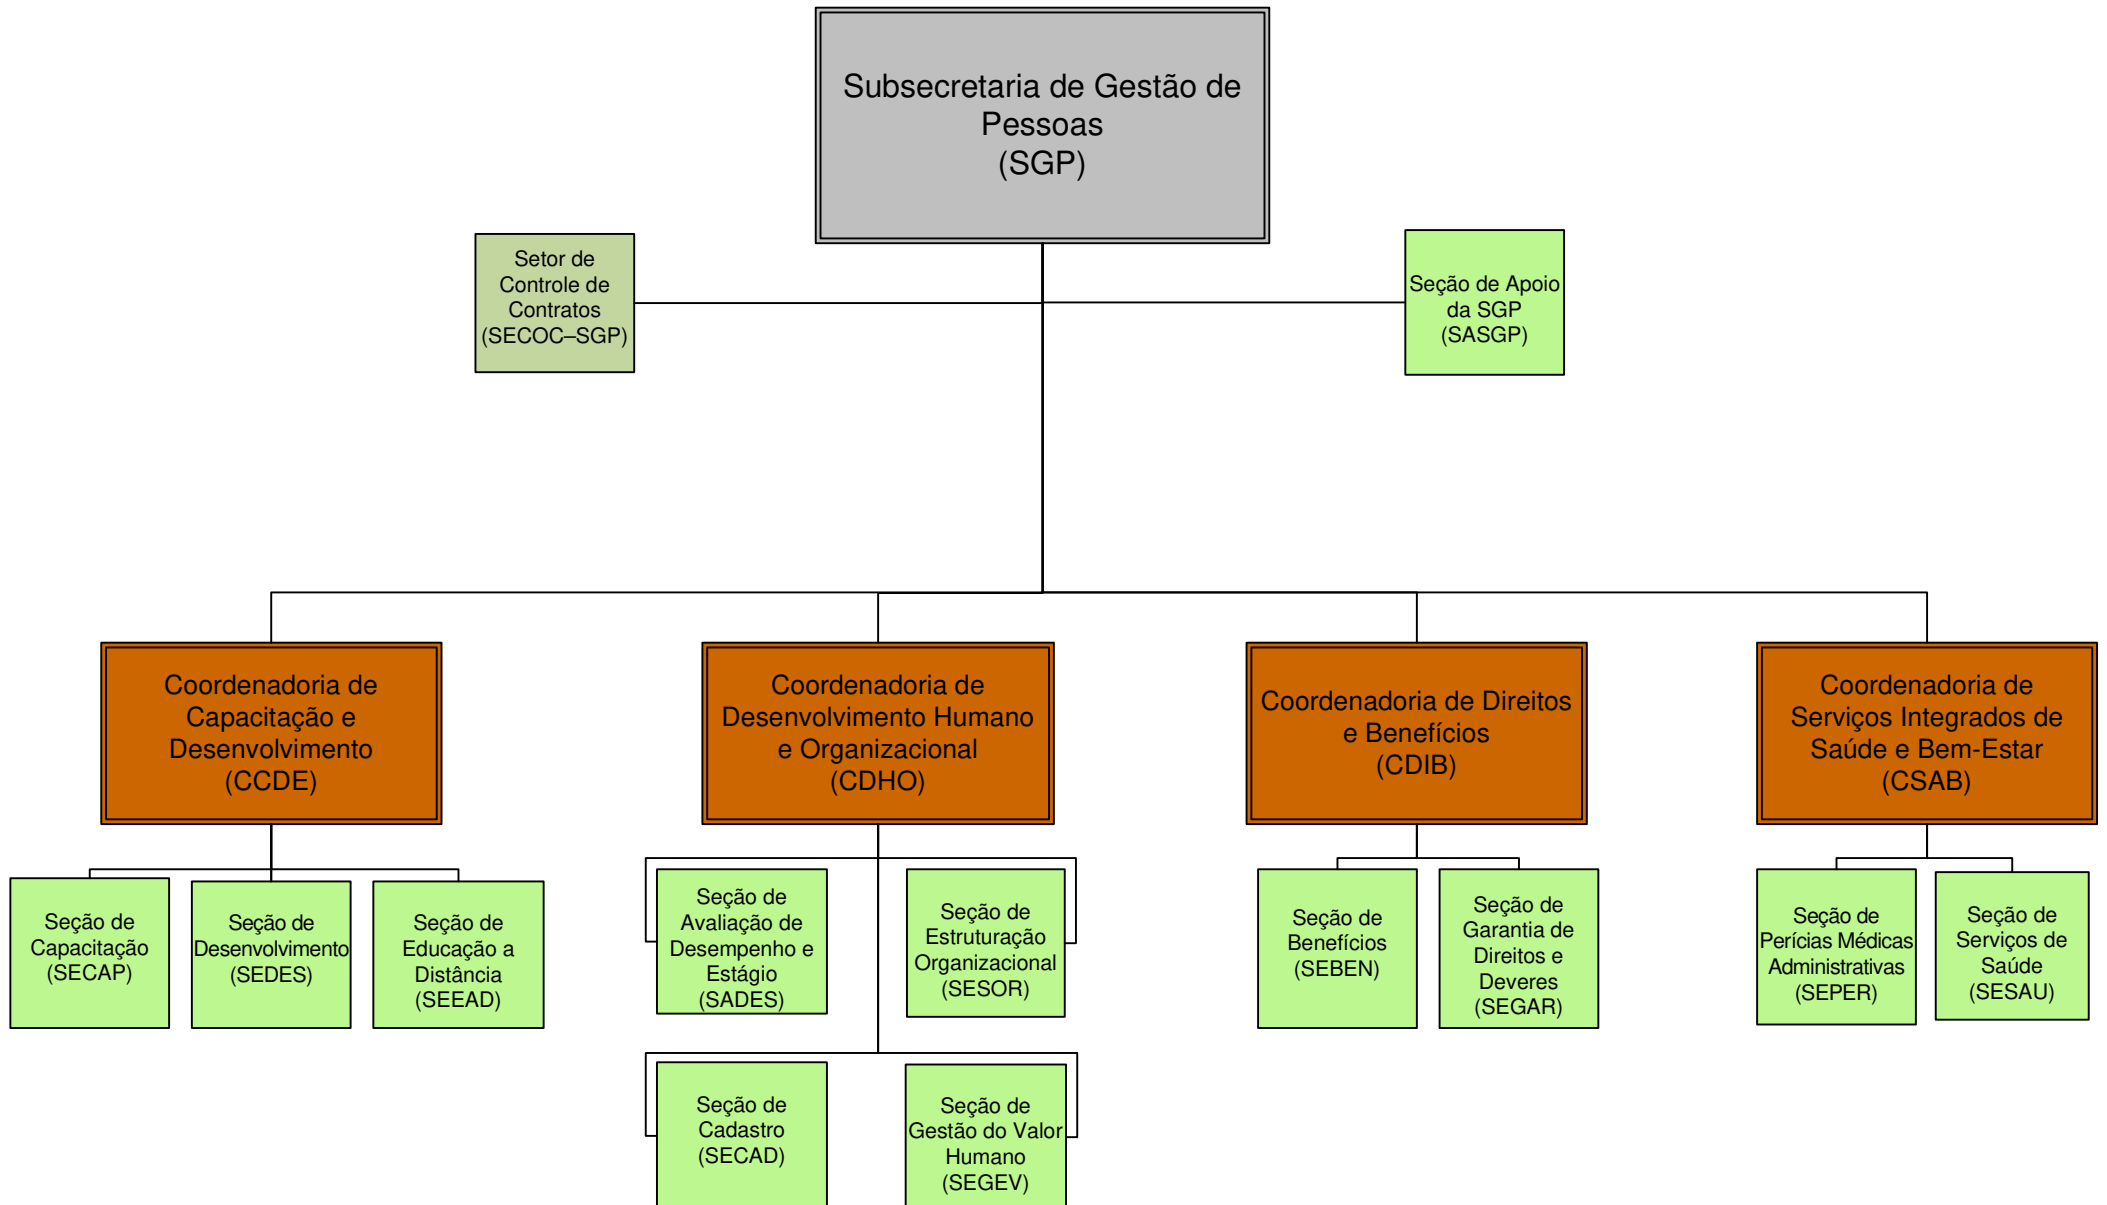 Subsecretaria de Gestão de
Pessoas
(SGP)
Setor de
Controle de
Contratos
(SECOC–SGP)
Seção de Apoio
da SGP
(SASGP)
Coordenadoria de
Capacitação e
Desenvolvimento
(CCDE)
Coordenadoria de
Desenvolvimento Humano
e Organizacional
(CDHO)
Coordenadoria de Direitos
e Benefícios
(CDIB)
Coordenadoria de
Serviços Integrados de
Saúde e Bem-Estar
(CSAB)
Seção de
Capacitação
(SECAP)
Seção de
Desenvolvimento
(SEDES)
Seção de
Educação a
Distância
(SEEAD)
Seção de
Avaliação de
Desempenho e
Estágio
(SADES)
Seção de
Estruturação
Organizacional
(SESOR)
Seção de
Benefícios
(SEBEN)
Seção de
Garantia de
Direitos e
Deveres
(SEGAR)
Seção de
Perícias Médicas
Administrativas
(SEPER)
Seção de
Serviços de
Saúde
(SESAU)
Seção de
Cadastro
(SECAD)
Seção de
Gestão do Valor
Humano
(SEGEV)